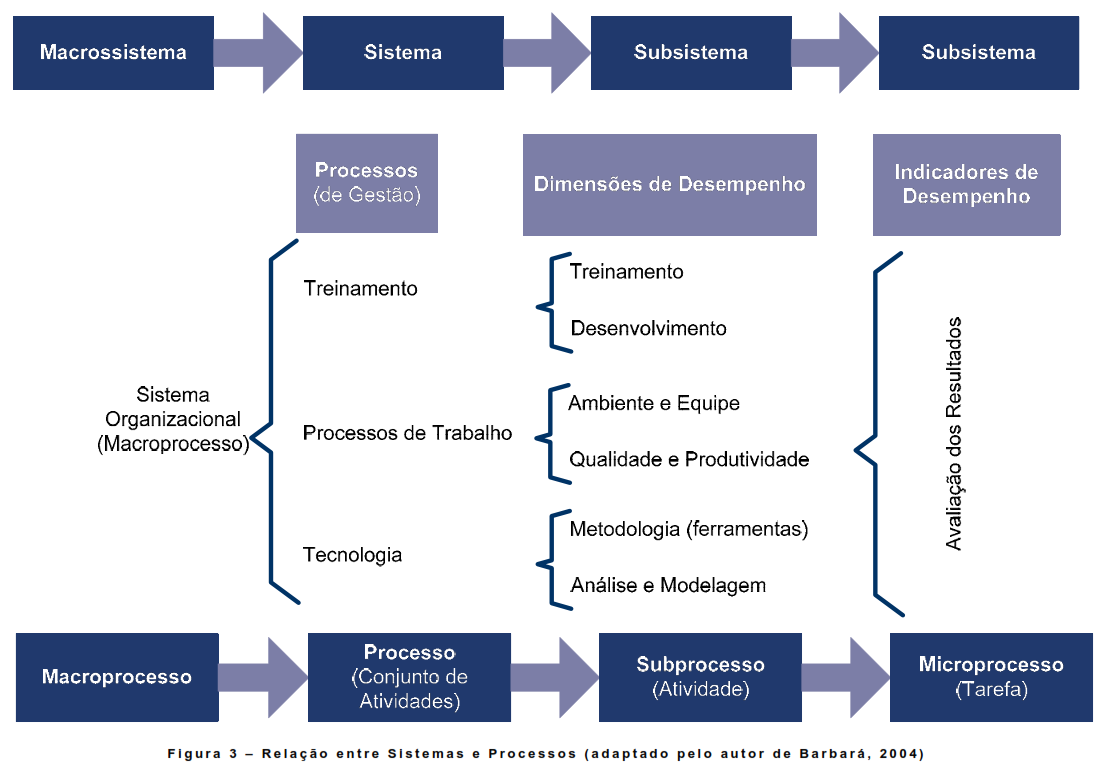 Macrossistema
Sistema
Subsistema
Subsistema
Processos
(de Gestão)
Dimensões de Desempenho
Indicadores de
Desempenho
Sistema
Organizacional
(Macroprocesso)
Treinamento
Treinamento
Desenvolvimento
Processos de Trabalho
Ambiente e Equipe
Qualidade e Produtividade
Tecnologia
Metodologia (ferramentas)
Análise e Modelagem
Avaliação dos Resultados
Macroprocesso
Processo
(Conjunto de
Atividades)
Subprocesso
(Atividade)
Microprocesso
(Tarefa)
Figura 3 – Relação entre Sistemas e Processos (adaptado pelo autor de Barbará, 2004)